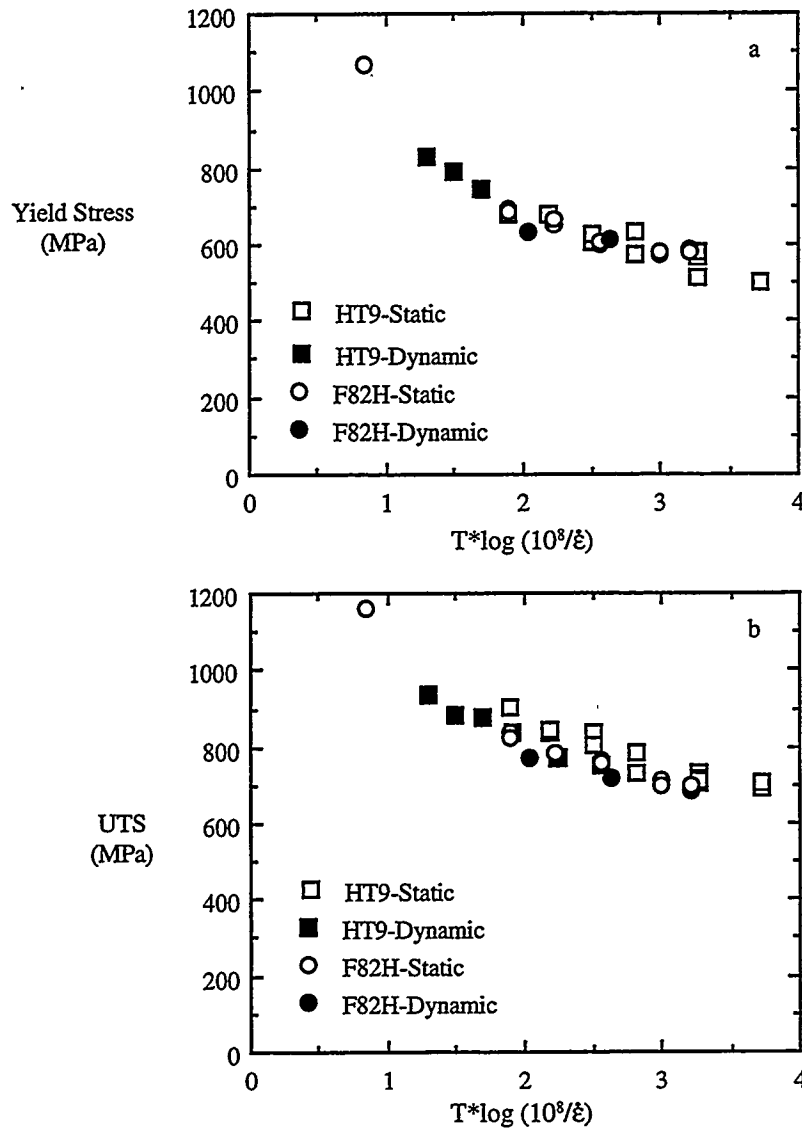 1200
a
1000
800
Yield Stress
(MPa)
600
400
200
0
HT9-Static
HT9-Dynamic
F82H-Static
F82H-Dynamic
0 1 2 3 4
T*log (10⁸/ε̇)
1200
b
1000
800
UTS
(MPa)
600
400
200
0
HT9-Static
HT9-Dynamic
F82H-Static
F82H-Dynamic
0 1 2 3 4
T*log (10⁸/ε̇)